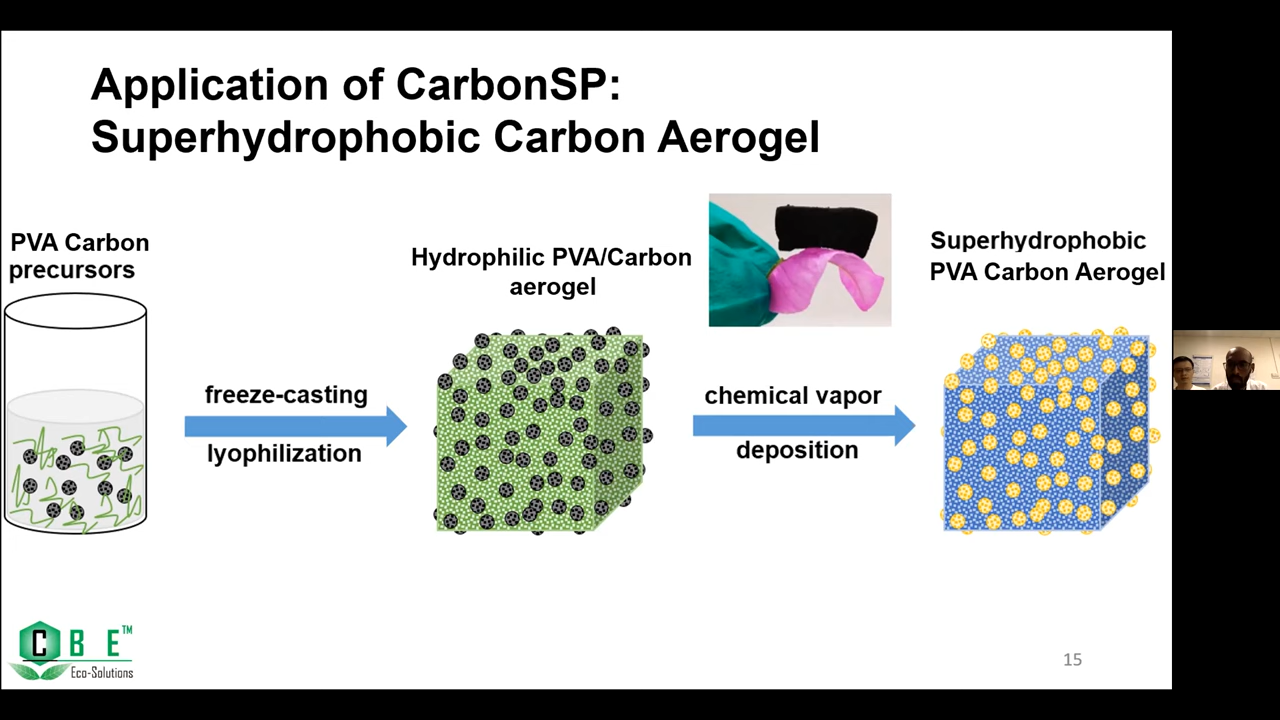 Application of CarbonSP:
Superhydrophobic Carbon Aerogel
PVA Carbon
precursors
freeze-casting
lyophilization
Hydrophilic PVA/Carbon
aerogel
chemical vapor
deposition
Superhydrophobic
PVA Carbon Aerogel
C B E™
Eco-Solutions
15